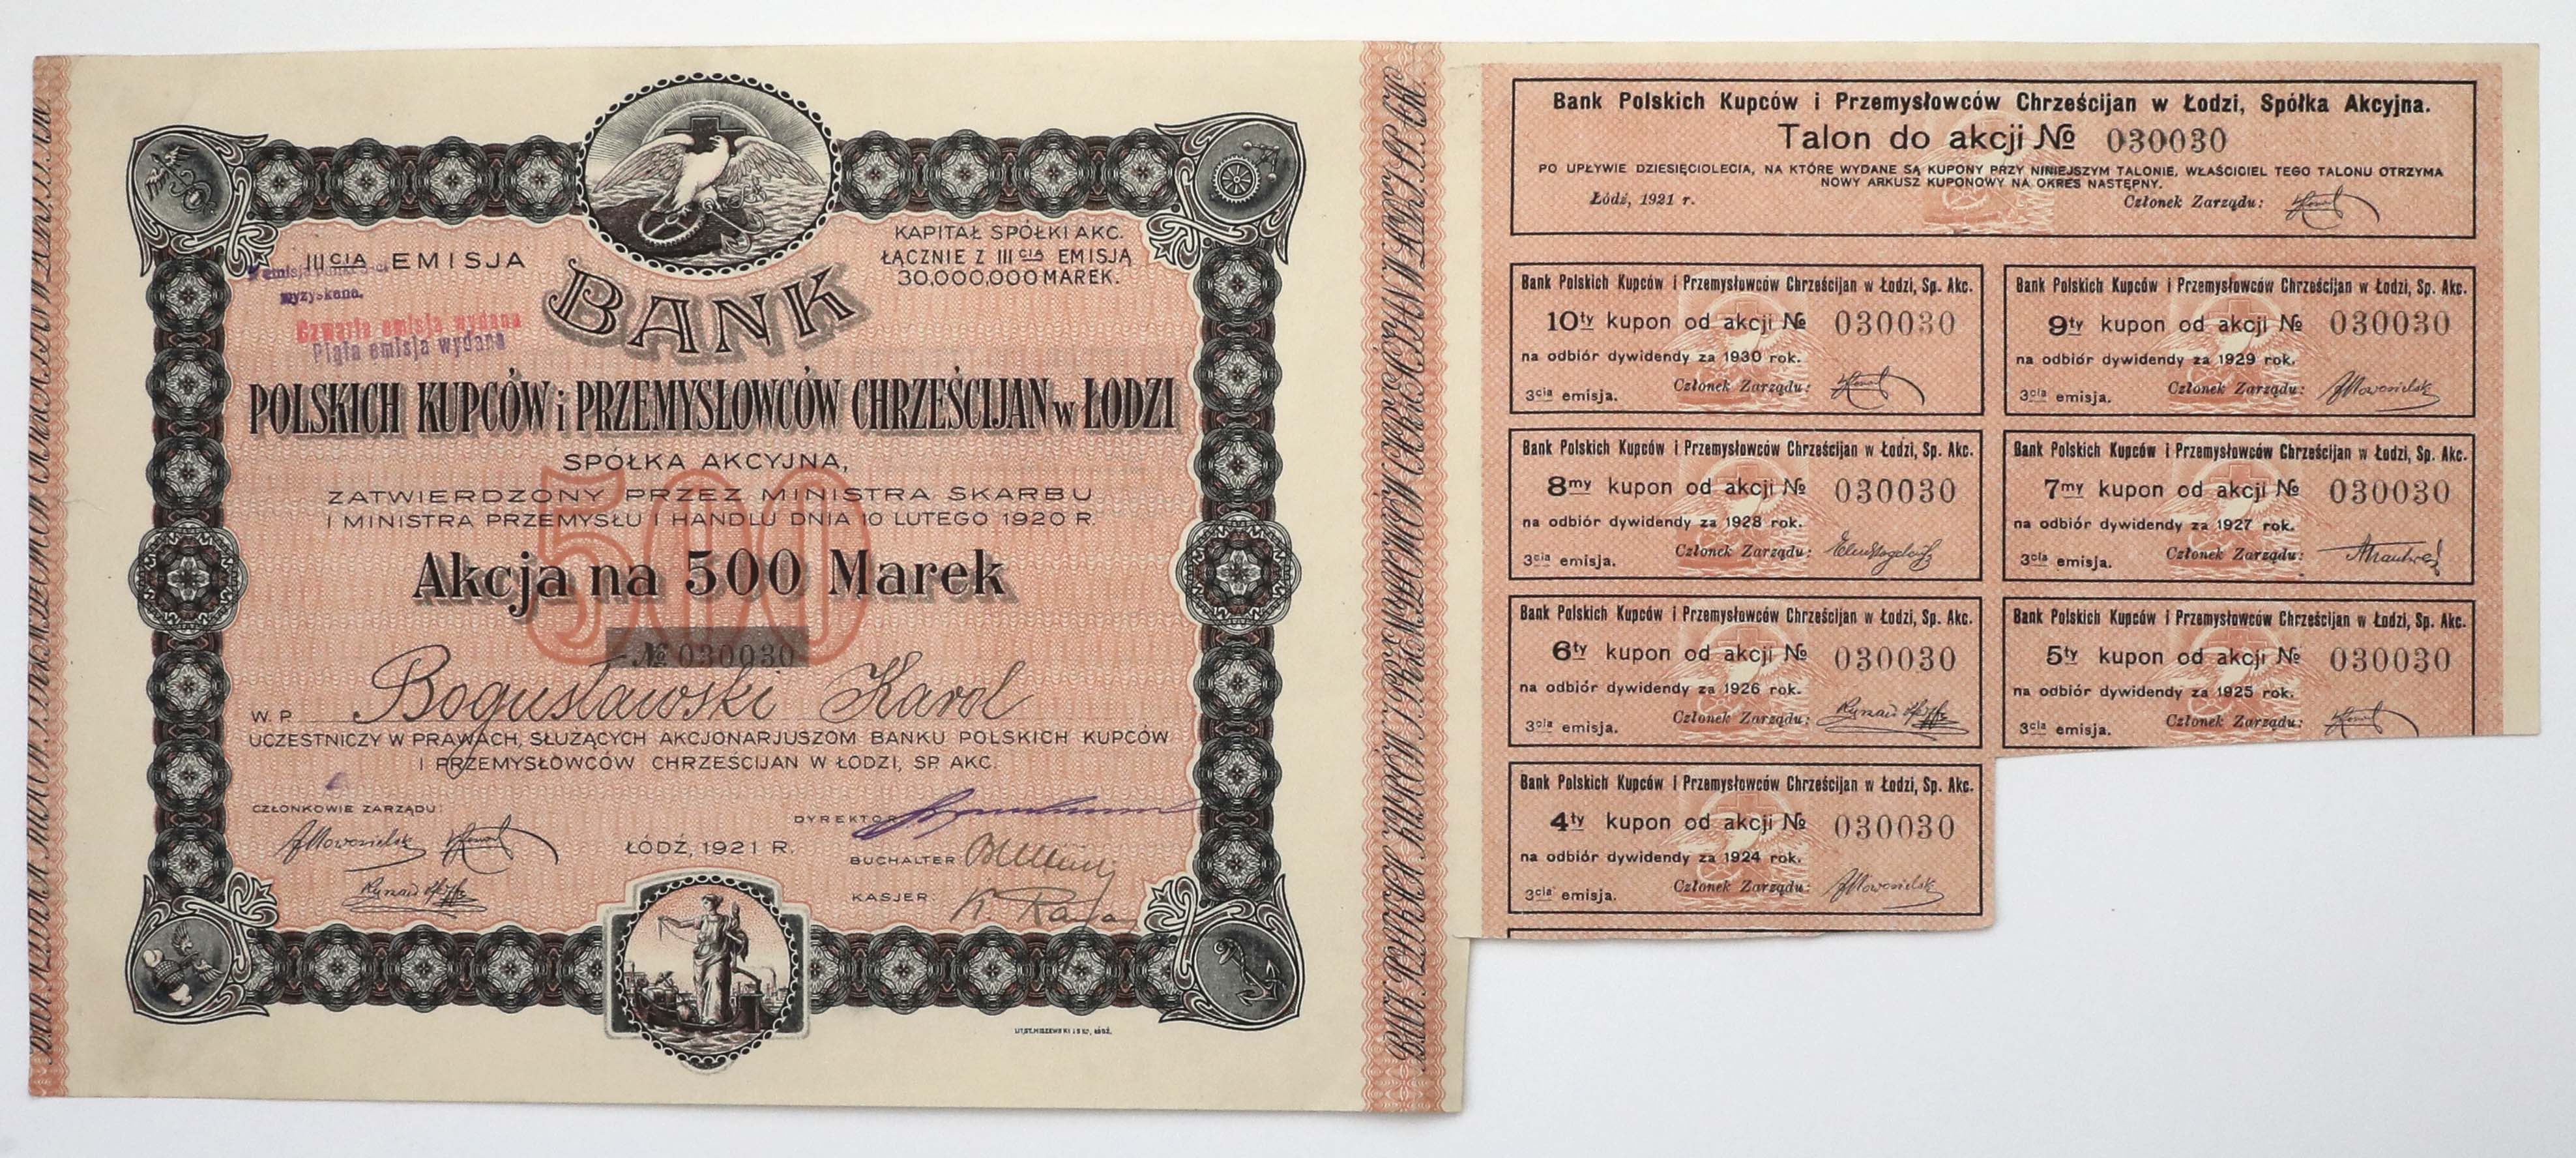 IIICIA EMISJA
wyzyskana.
Czwarta emisja wydana
Piąta emisja wydana
KAPITAŁ SPÓŁKI AKC.
ŁĄCZNIE Z IIICIĄ EMISJĄ
30,000,000 MAREK.
BANK
POLSKICH KUPCÓW i PRZEMYSŁOWCÓW CHRZEŚCIJAN w ŁODZI
SPÓŁKA AKCYJNA,
ZATWIERDZONY PRZEZ MINISTRA SKARBU
I MINISTRA PRZEMYSŁU I HANDLU DNIA 10 LUTEGO 1920 R.
500
Akcja na 500 Marek
№ 030030
W. P. Bogusławski Karol
UCZESTNICZY W PRAWACH, SŁUŻĄCYCH AKCJONARJUSZOM BANKU POLSKICH KUPCÓW
I PRZEMYSŁOWCÓW CHRZEŚCIJAN W ŁODZI, SP. AKC.
CZŁONKOWIE ZARZĄDU:
DYREKTOR
ŁÓDŹ, 1921 R.
BUCHALTER
KASJER
BANK POLSKICH KUPCÓW I PRZEMYSŁOWCÓW CHRZEŚCIJAN W ŁODZI SP. AKC.
Bank Polskich Kupców i Przemysłowców Chrześcijan w Łodzi, Spółka Akcyjna.
Talon do akcji № 030030
PO UPŁYWIE DZIESIĘCIOLECIA, NA KTÓRE WYDANE SĄ KUPONY PRZY NINIEJSZYM TALONIE, WŁAŚCICIEL TEGO TALONU OTRZYMA
NOWY ARKUSZ KUPONOWY NA OKRES NASTĘPNY.
Łódź, 1921 r. Członek Zarządu:
Bank Polskich Kupców i Przemysłowców Chrześcijan w Łodzi, Sp. Akc.
10ty kupon od akcji № 030030
na odbiór dywidendy za 1930 rok.
3cia emisja. Członek Zarządu:
Bank Polskich Kupców i Przemysłowców Chrześcijan w Łodzi, Sp. Akc.
9ty kupon od akcji № 030030
na odbiór dywidendy za 1929 rok.
3cia emisja. Członek Zarządu:
Bank Polskich Kupców i Przemysłowców Chrześcijan w Łodzi, Sp. Akc.
8my kupon od akcji № 030030
na odbiór dywidendy za 1928 rok.
3cia emisja. Członek Zarządu:
Bank Polskich Kupców i Przemysłowców Chrześcijan w Łodzi, Sp. Akc.
7my kupon od akcji № 030030
na odbiór dywidendy za 1927 rok.
3cia emisja. Członek Zarządu:
Bank Polskich Kupców i Przemysłowców Chrześcijan w Łodzi, Sp. Akc.
6ty kupon od akcji № 030030
na odbiór dywidendy za 1926 rok.
3cia emisja. Członek Zarządu:
Bank Polskich Kupców i Przemysłowców Chrześcijan w Łodzi, Sp. Akc.
5ty kupon od akcji № 030030
na odbiór dywidendy za 1925 rok.
3cia emisja. Członek Zarządu:
Bank Polskich Kupców i Przemysłowców Chrześcijan w Łodzi, Sp. Akc.
4ty kupon od akcji № 030030
na odbiór dywidendy za 1924 rok.
3cia emisja. Członek Zarządu: